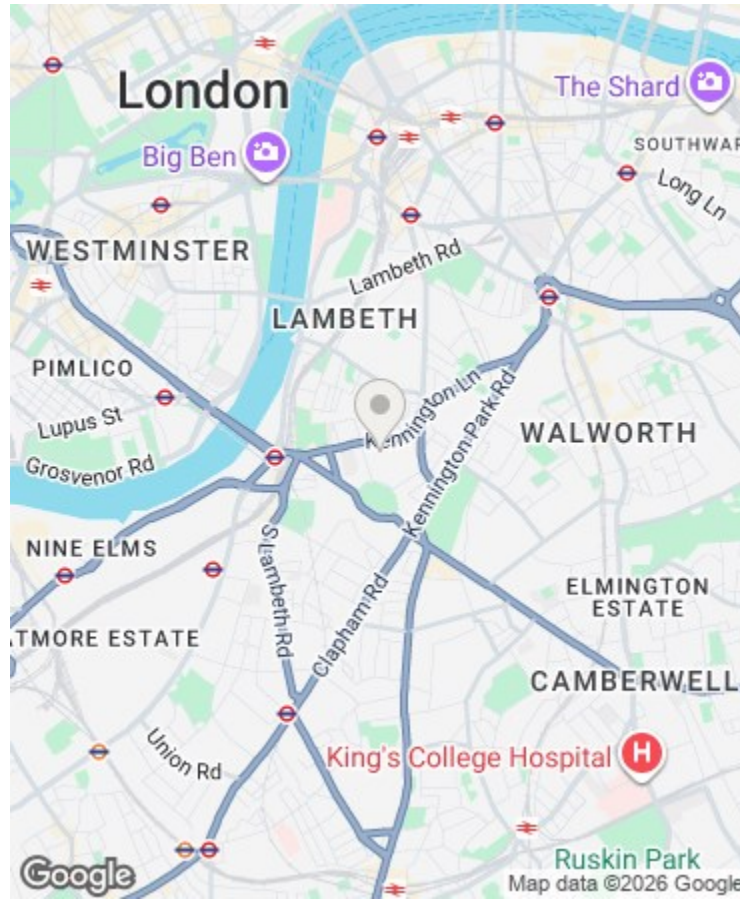 London
The Shard
Big Ben
SOUTHWAR
Long Ln
WESTMINSTER
Lambeth Rd
LAMBETH
PIMLICO
Lupus St
Kennington Ln
Kennington Park Rd
WALWORTH
Grosvenor Rd
NINE ELMS
S Lambeth Rd
Clapham Rd
ELMINGTON
ESTATE
TMORE ESTATE
CAMBERWELL
Union Rd
King's College Hospital
H
Ruskin Park
Google
Map data ©2026 Google